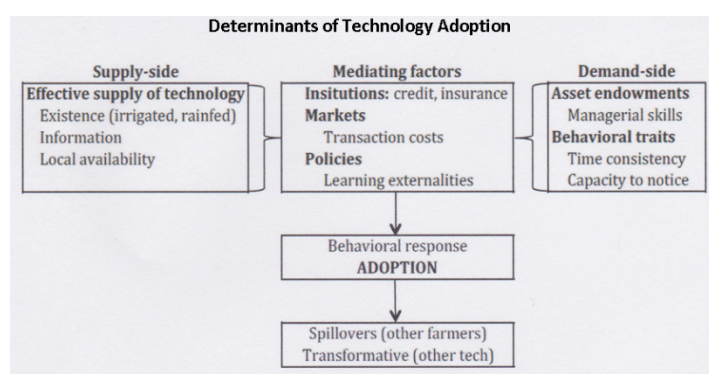 Determinants of Technology Adoption
Supply-side
Effective supply of technology
Existence (irrigated, rainfed)
Information
Local availability
Mediating factors
Insitutions: credit, insurance
Markets
Transaction costs
Policies
Learning externalities
Demand-side
Asset endowments
Managerial skills
Behavioral traits
Time consistency
Capacity to notice
Behavioral response
ADOPTION
Spillovers (other farmers)
Transformative (other tech)